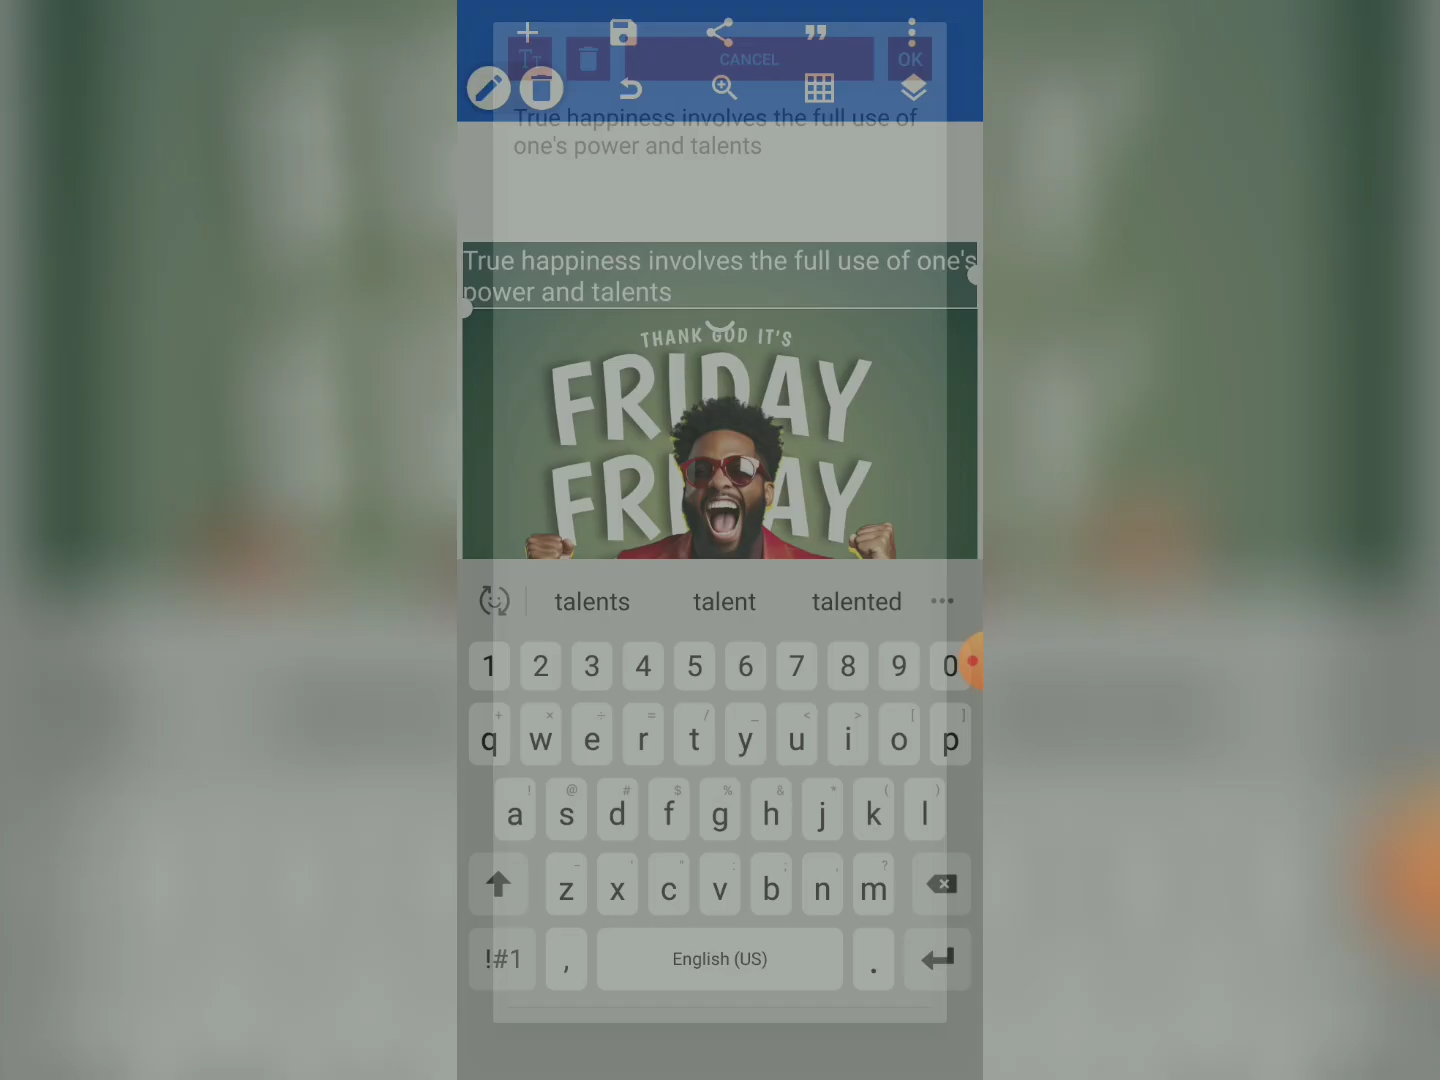 Tт
CANCEL
OK
True happiness involves the full use of
one's power and talents
True happiness involves the full use of one's
power and talents
THANK GOD IT'S
FRIDAY
FRIDAY
talents talent talented
1 2 3 4 5 6 7 8 9 0
+ × ÷ = / _ < > [ ]
q w e r t y u i o p
! @ # $ % & * ( )
a s d f g h j k l
- ' " : ; , ?
z x c v b n m
!#1 , English (US) .